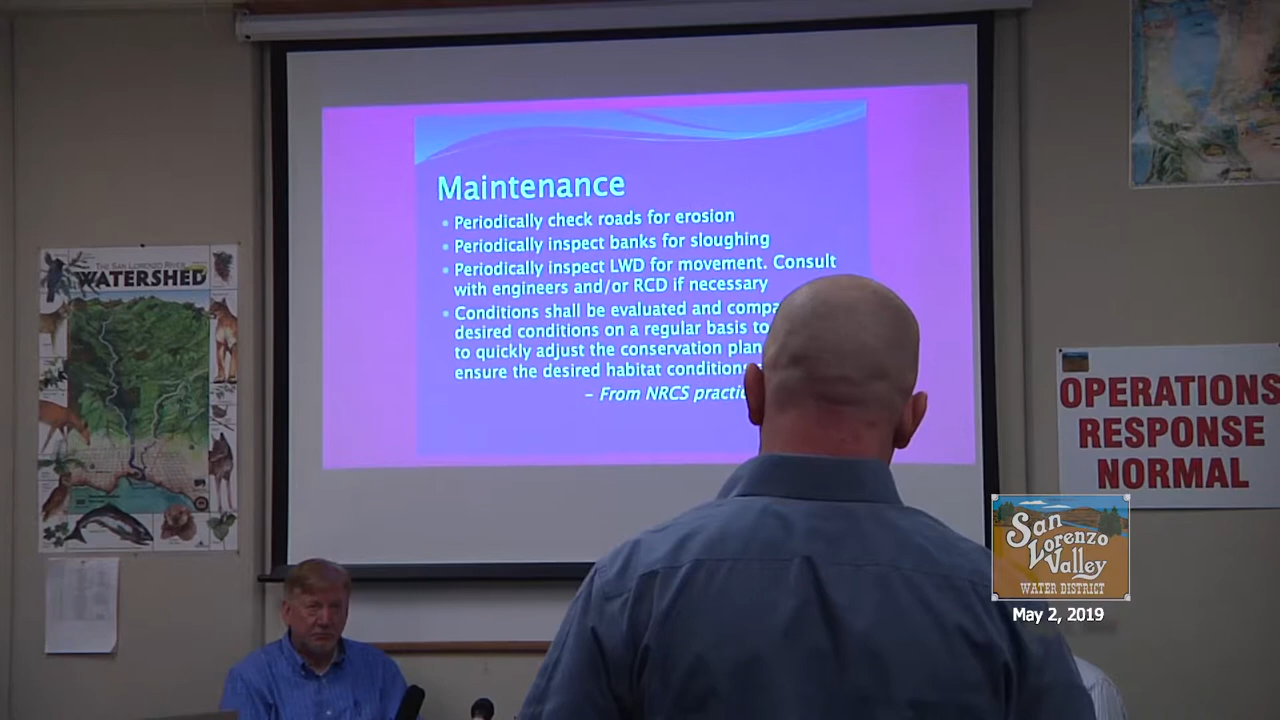 Maintenance
• Periodically check roads for erosion
• Periodically inspect banks for sloughing
• Periodically inspect LWD for movement. Consult
with engineers and/or RCD if necessary
• Conditions shall be evaluated and compa
desired conditions on a regular basis to
to quickly adjust the conservation plan
ensure the desired habitat conditions
– From NRCS practi
THE SAN LORENZO RIVER
WATERSHED
OPERATIONS
RESPONSE
NORMAL
San
Lorenzo
Valley
WATER DISTRICT
May 2, 2019